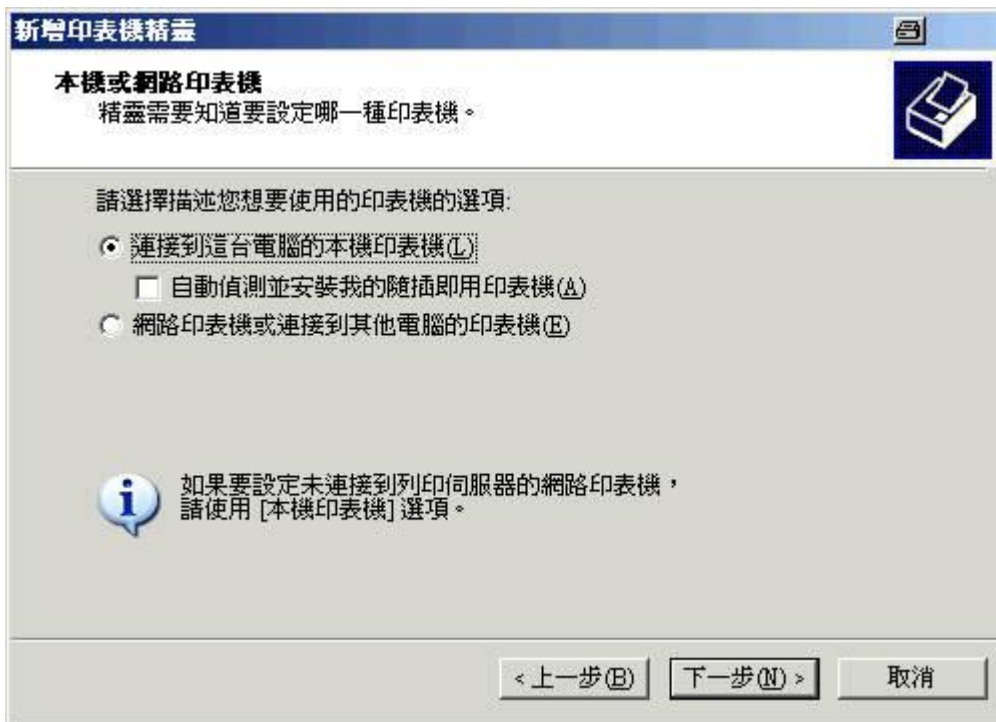 新增印表機精靈
本機或網路印表機
精靈需要知道要設定哪一種印表機。
請選擇描述您想要使用的印表機的選項:
連接到這台電腦的本機印表機(L)
自動偵測並安裝我的隨插即用印表機(A)
網路印表機或連接到其他電腦的印表機(E)
如果要設定未連接到列印伺服器的網路印表機，
請使用 [本機印表機] 選項。
< 上一步(B) 下一步(N) > 取消